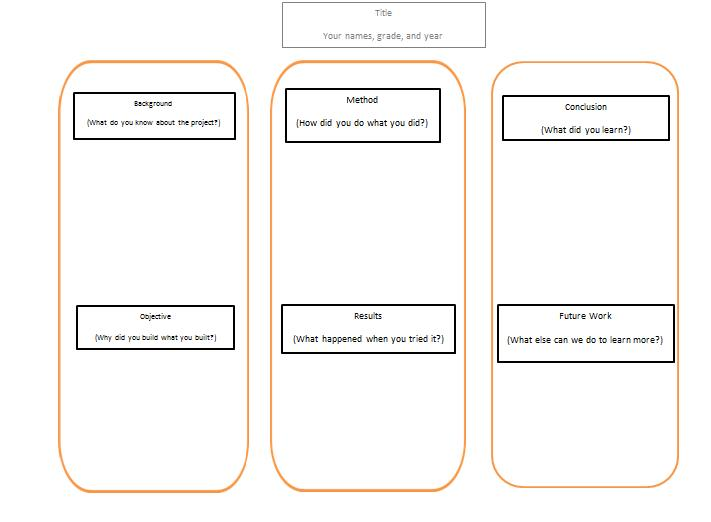 Title
Your names, grade, and year
Background
(What do you know about the project?)
Objective
(Why did you build what you built?)
Method
(How did you do what you did?)
Results
(What happened when you tried it?)
Conclusion
(What did you learn?)
Future Work
(What else can we do to learn more?)